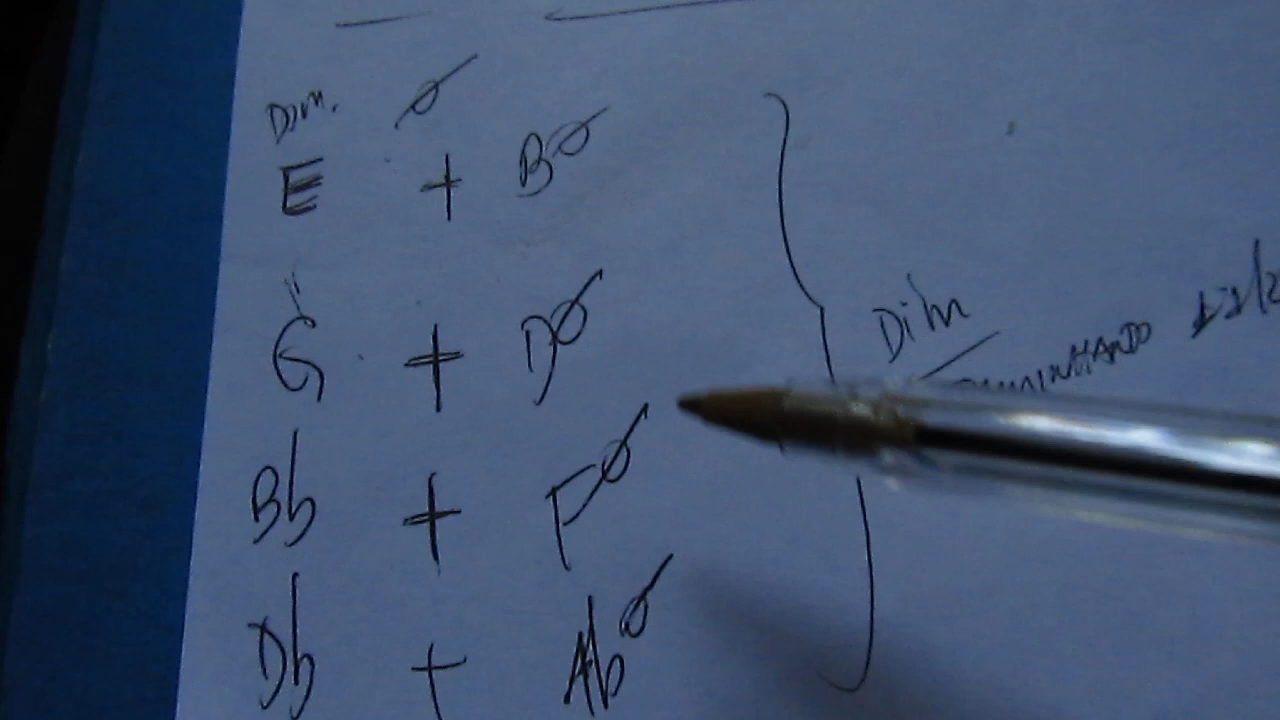 Dim. ø
E + Bø
G + Dø
Bb + Fø
Db + Abø
Dim